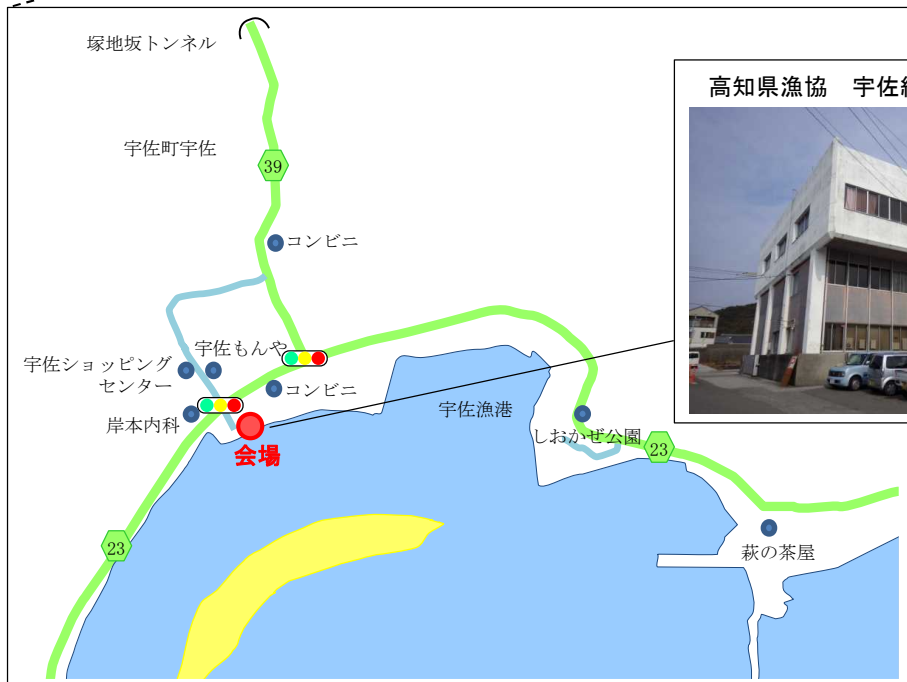 塚地坂トンネル
高知県漁協 宇佐
宇佐町宇佐
39
コンビニ
宇佐もんや
宇佐ショッピング
センター
コンビニ
宇佐漁港
岸本内科
しおかぜ公園
会場
23
23
萩の茶屋